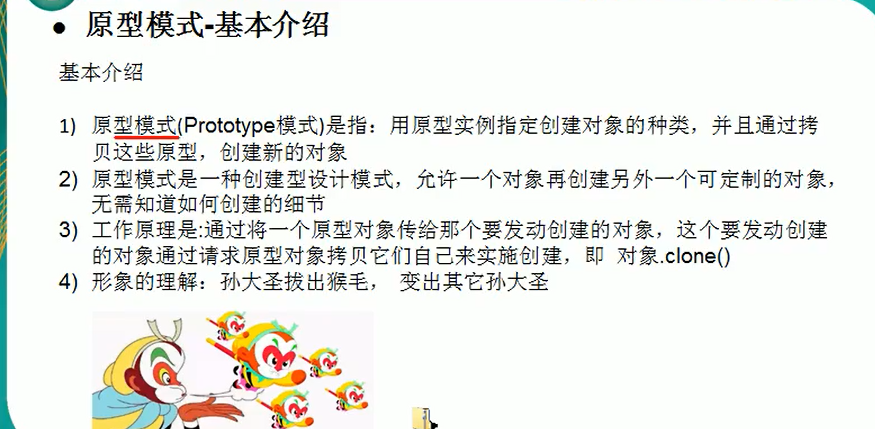 ● 原型模式-基本介绍
基本介绍
1) 原型模式(Prototype模式)是指：用原型实例指定创建对象的种类，并且通过拷
贝这些原型，创建新的对象
2) 原型模式是一种创建型设计模式，允许一个对象再创建另外一个可定制的对象，
无需知道如何创建的细节
3) 工作原理是:通过将一个原型对象传给那个要发动创建的对象，这个要发动创建
的对象通过请求原型对象拷贝它们自己来实施创建，即 对象.clone()
4) 形象的理解：孙大圣拔出猴毛， 变出其它孙大圣